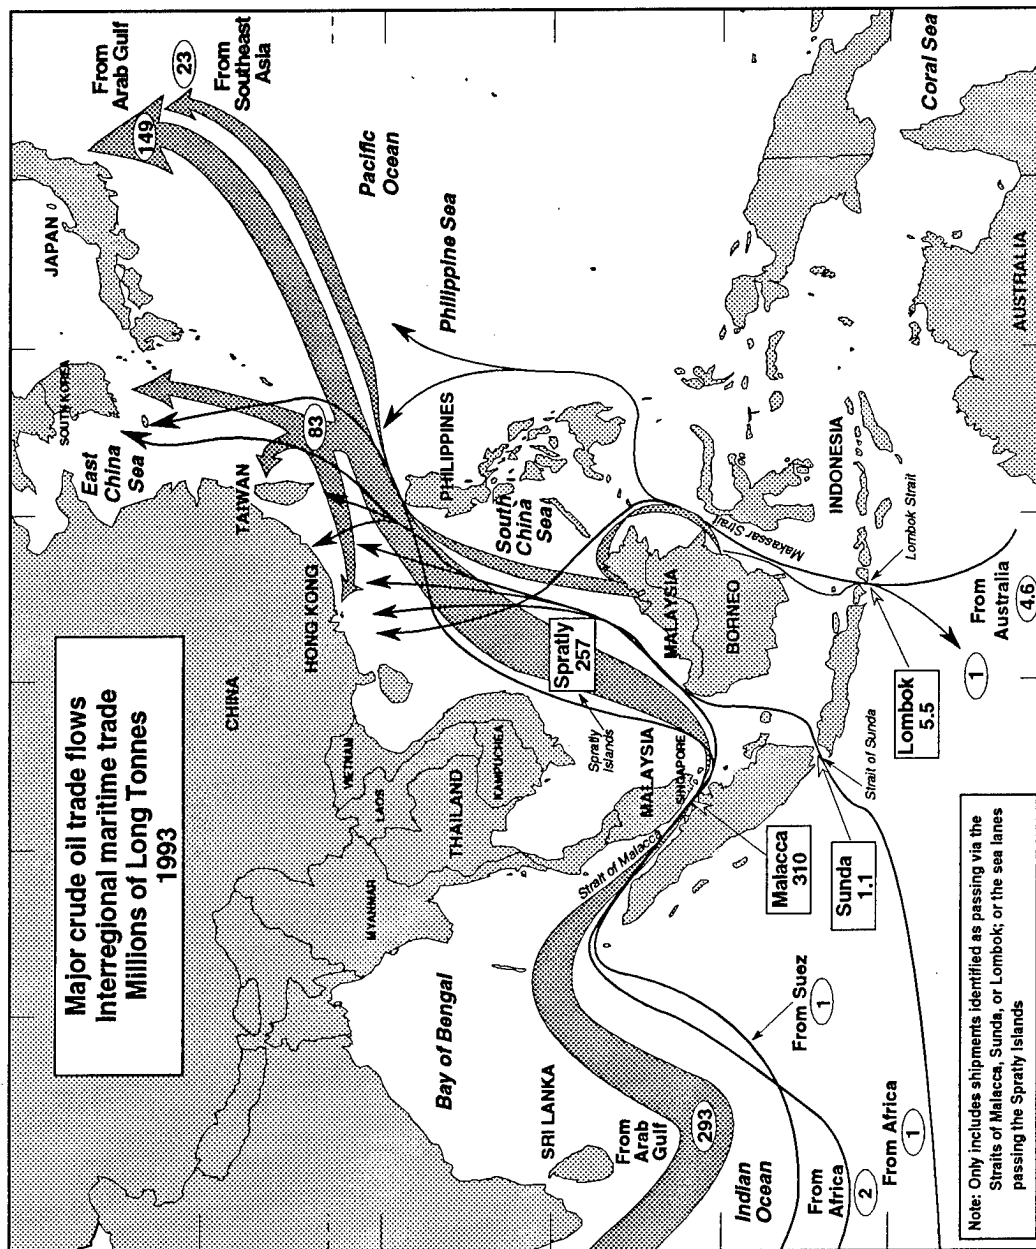 Major crude oil trade flows
Interregional maritime trade
Millions of Long Tonnes
1993
JAPAN
From
Arab Gulf
149
23
From
Southeast
Asia
SOUTH KOREA
East
China
Sea
Pacific
Ocean
CHINA
TAIWAN
83
HONG KONG
Philippine Sea
PHILIPPINES
South
China
Sea
MYANMAR
LAOS
VIETNAM
THAILAND
KAMPUCHEA
Spratly
257
Spratly
Islands
Bay of Bengal
SRI LANKA
Strait of Malacca
MALAYSIA
SINGAPORE
MALAYSIA
BORNEO
Makassar Strait
INDONESIA
Coral Sea
AUSTRALIA
From
Arab
Gulf
293
Malacca
310
Sunda
1.1
Strait of Sunda
Lombok Strait
Lombok
5.5
Indian
Ocean
From Suez
1
From
Africa
2
From Africa
1
1
From
Australia
4.6
Note: Only includes shipments identified as passing via the
Straits of Malacca, Sunda, or Lombok; or the sea lanes
passing the Spratly Islands